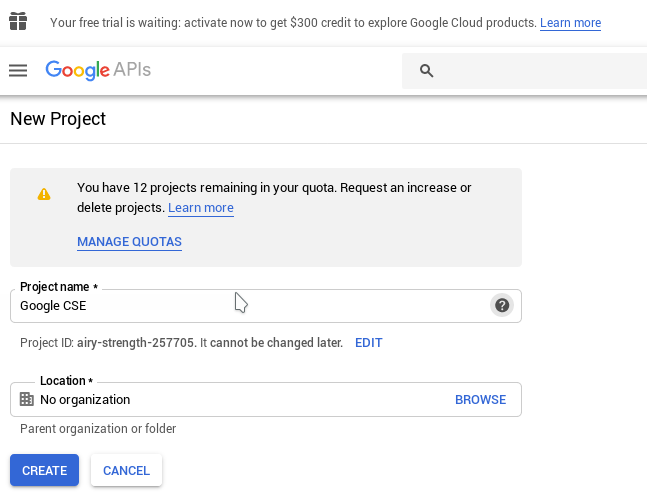 Your free trial is waiting: activate now to get $300 credit to explore Google Cloud products. Learn more
Google APIs
New Project
You have 12 projects remaining in your quota. Request an increase or
delete projects. Learn more
MANAGE QUOTAS
Project name *
Google CSE
Project ID: airy-strength-257705. It cannot be changed later. EDIT
Location *
No organization BROWSE
Parent organization or folder
CREATE CANCEL